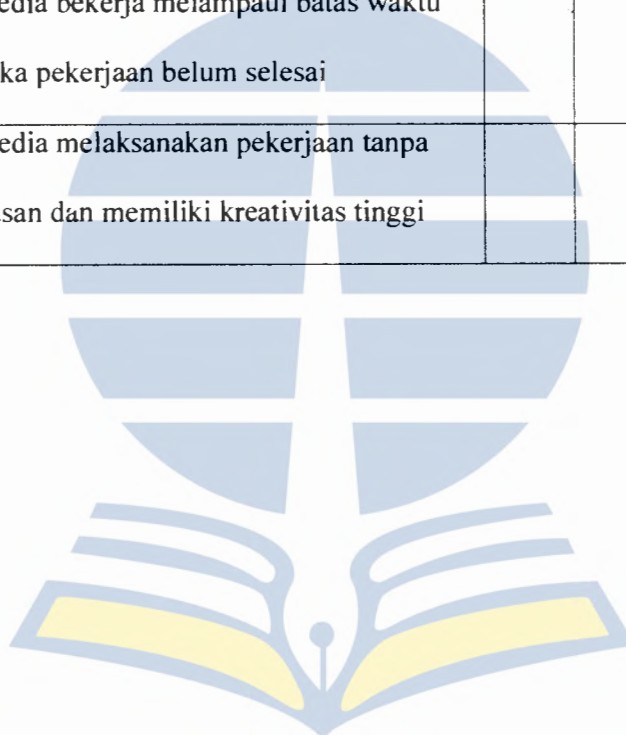 edia bekerja melampaui batas waktu
ka pekerjaan belum selesai
edia melaksanakan pekerjaan tanpa
san dan memiliki kreativitas tinggi